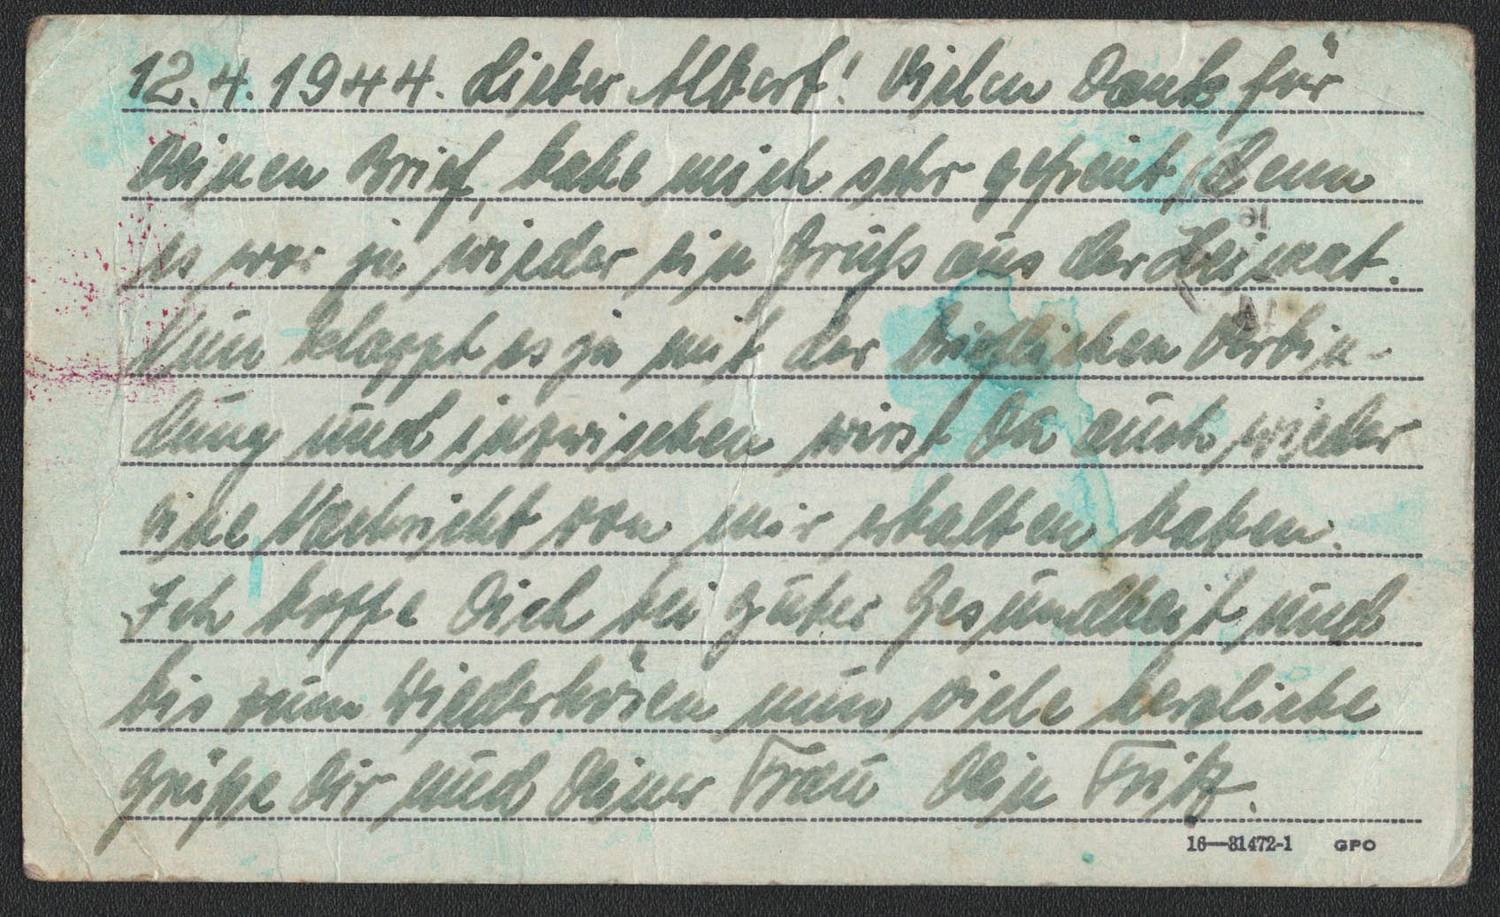 12.4.1944. Lieber Albert! Vielen Dank für
Deinen Brief, habe mich sehr gefreut, denn
es war ja wieder ein Gruß aus der Heimat.
Nun klappt es ja mit der brieflichen Verbin-
dung und inzwischen wirst Du auch wieder
eine Nachricht von mir erhalten haben.
Ich hoffe Dich bei guter Gesundheit und
bis zum Wiederhören nun viele herzliche
Grüße Dir und Deiner Frau Dein Fritz.
16—81472-1 GPO